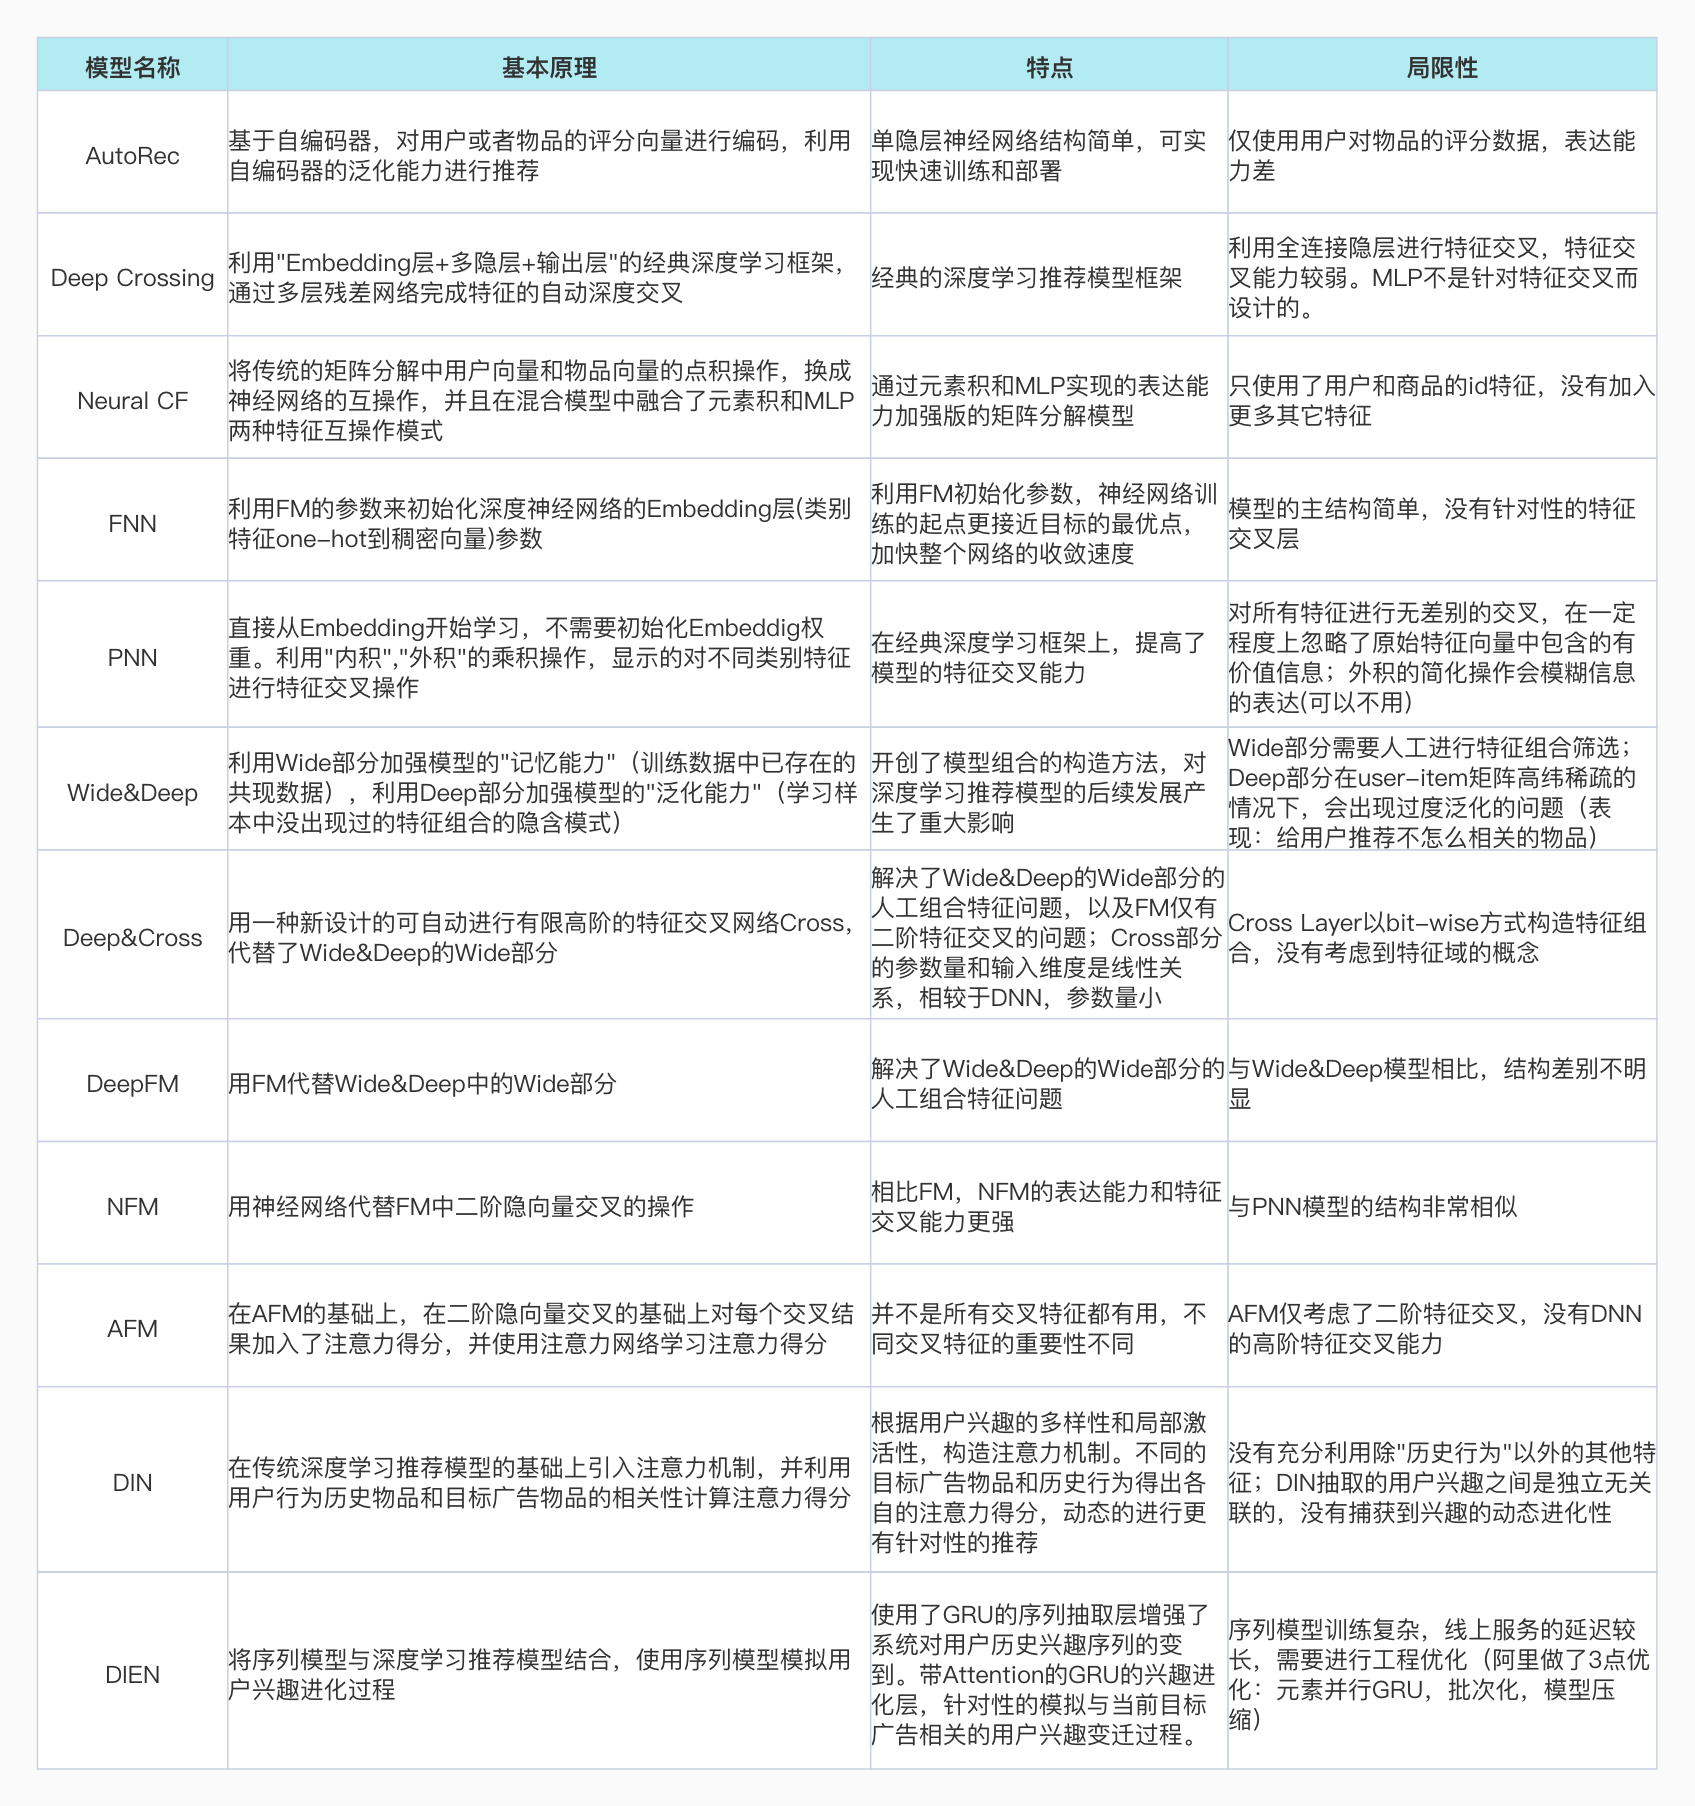 模型名称
基本原理
特点
局限性
AutoRec
基于自编码器，对用户或者物品的评分向量进行编码，利用
自编码器的泛化能力进行推荐
单隐层神经网络结构简单，可实
现快速训练和部署
仅使用用户对物品的评分数据，表达能
力差
Deep Crossing
利用"Embedding层+多隐层+输出层"的经典深度学习框架，
通过多层残差网络完成特征的自动深度交叉
经典的深度学习推荐模型框架
利用全连接隐层进行特征交叉，特征交
叉能力较弱。MLP不是针对特征交叉而
设计的。
Neural CF
将传统的矩阵分解中用户向量和物品向量的点积操作，换成
神经网络的互操作，并且在混合模型中融合了元素积和MLP
两种特征互操作模式
通过元素积和MLP实现的表达能
力加强版的矩阵分解模型
只使用了用户和商品的id特征，没有加入
更多其它特征
FNN
利用FM的参数来初始化深度神经网络的Embedding层(类别
特征one-hot到稠密向量)参数
利用FM初始化参数，神经网络训
练的起点更接近目标的最优点，
加快整个网络的收敛速度
模型的主结构简单，没有针对性的特征
交叉层
PNN
直接从Embedding开始学习，不需要初始化Embeddig权
重。利用"内积","外积"的乘积操作，显示的对不同类别特征
进行特征交叉操作
在经典深度学习框架上，提高了
模型的特征交叉能力
对所有特征进行无差别的交叉，在一定
程度上忽略了原始特征向量中包含的有
价值信息；外积的简化操作会模糊信息
的表达(可以不用)
Wide&Deep
利用Wide部分加强模型的"记忆能力"（训练数据中已存在的
共现数据），利用Deep部分加强模型的"泛化能力"（学习样
本中没出现过的特征组合的隐含模式）
开创了模型组合的构造方法，对
深度学习推荐模型的后续发展产
生了重大影响
Wide部分需要人工进行特征组合筛选；
Deep部分在user-item矩阵高纬稀疏的
情况下，会出现过度泛化的问题（表
现：给用户推荐不怎么相关的物品）
Deep&Cross
用一种新设计的可自动进行有限高阶的特征交叉网络Cross，
代替了Wide&Deep的Wide部分
解决了Wide&Deep的Wide部分的
人工组合特征问题，以及FM仅有
二阶特征交叉的问题；Cross部分
的参数量和输入维度是线性关
系，相较于DNN，参数量小
Cross Layer以bit-wise方式构造特征组
合，没有考虑到特征域的概念
DeepFM
用FM代替Wide&Deep中的Wide部分
解决了Wide&Deep的Wide部分的
人工组合特征问题
与Wide&Deep模型相比，结构差别不明
显
NFM
用神经网络代替FM中二阶隐向量交叉的操作
相比FM，NFM的表达能力和特征
交叉能力更强
与PNN模型的结构非常相似
AFM
在AFM的基础上，在二阶隐向量交叉的基础上对每个交叉结
果加入了注意力得分，并使用注意力网络学习注意力得分
并不是所有交叉特征都有用，不
同交叉特征的重要性不同
AFM仅考虑了二阶特征交叉，没有DNN
的高阶特征交叉能力
DIN
在传统深度学习推荐模型的基础上引入注意力机制，并利用
用户行为历史物品和目标广告物品的相关性计算注意力得分
根据用户兴趣的多样性和局部激
活性，构造注意力机制。不同的
目标广告物品和历史行为得出各
自的注意力得分，动态的进行更
有针对性的推荐
没有充分利用除"历史行为"以外的其他特
征；DIN抽取的用户兴趣之间是独立无关
联的，没有捕获到兴趣的动态进化性
DIEN
将序列模型与深度学习推荐模型结合，使用序列模型模拟用
户兴趣进化过程
使用了GRU的序列抽取层增强了
系统对用户历史兴趣序列的变
到。带Attention的GRU的兴趣进
化层，针对性的模拟与当前目标
广告相关的用户兴趣变迁过程。
序列模型训练复杂，线上服务的延迟较
长，需要进行工程优化（阿里做了3点优
化：元素并行GRU，批次化，模型压
缩）